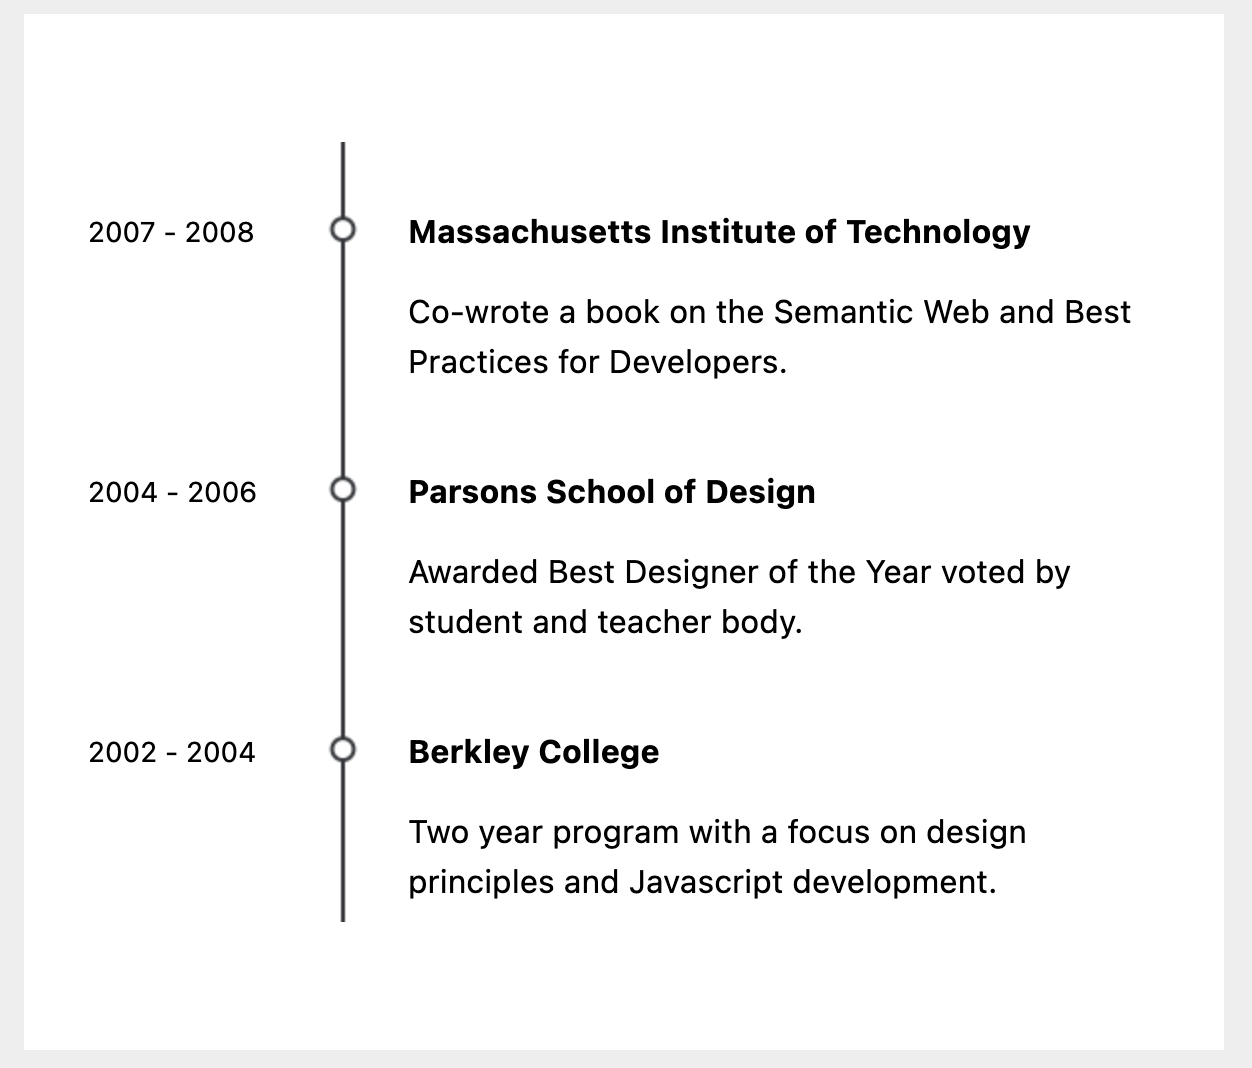 2007 - 2008
Massachusetts Institute of Technology
Co-wrote a book on the Semantic Web and Best
Practices for Developers.
2004 - 2006
Parsons School of Design
Awarded Best Designer of the Year voted by
student and teacher body.
2002 - 2004
Berkley College
Two year program with a focus on design
principles and Javascript development.